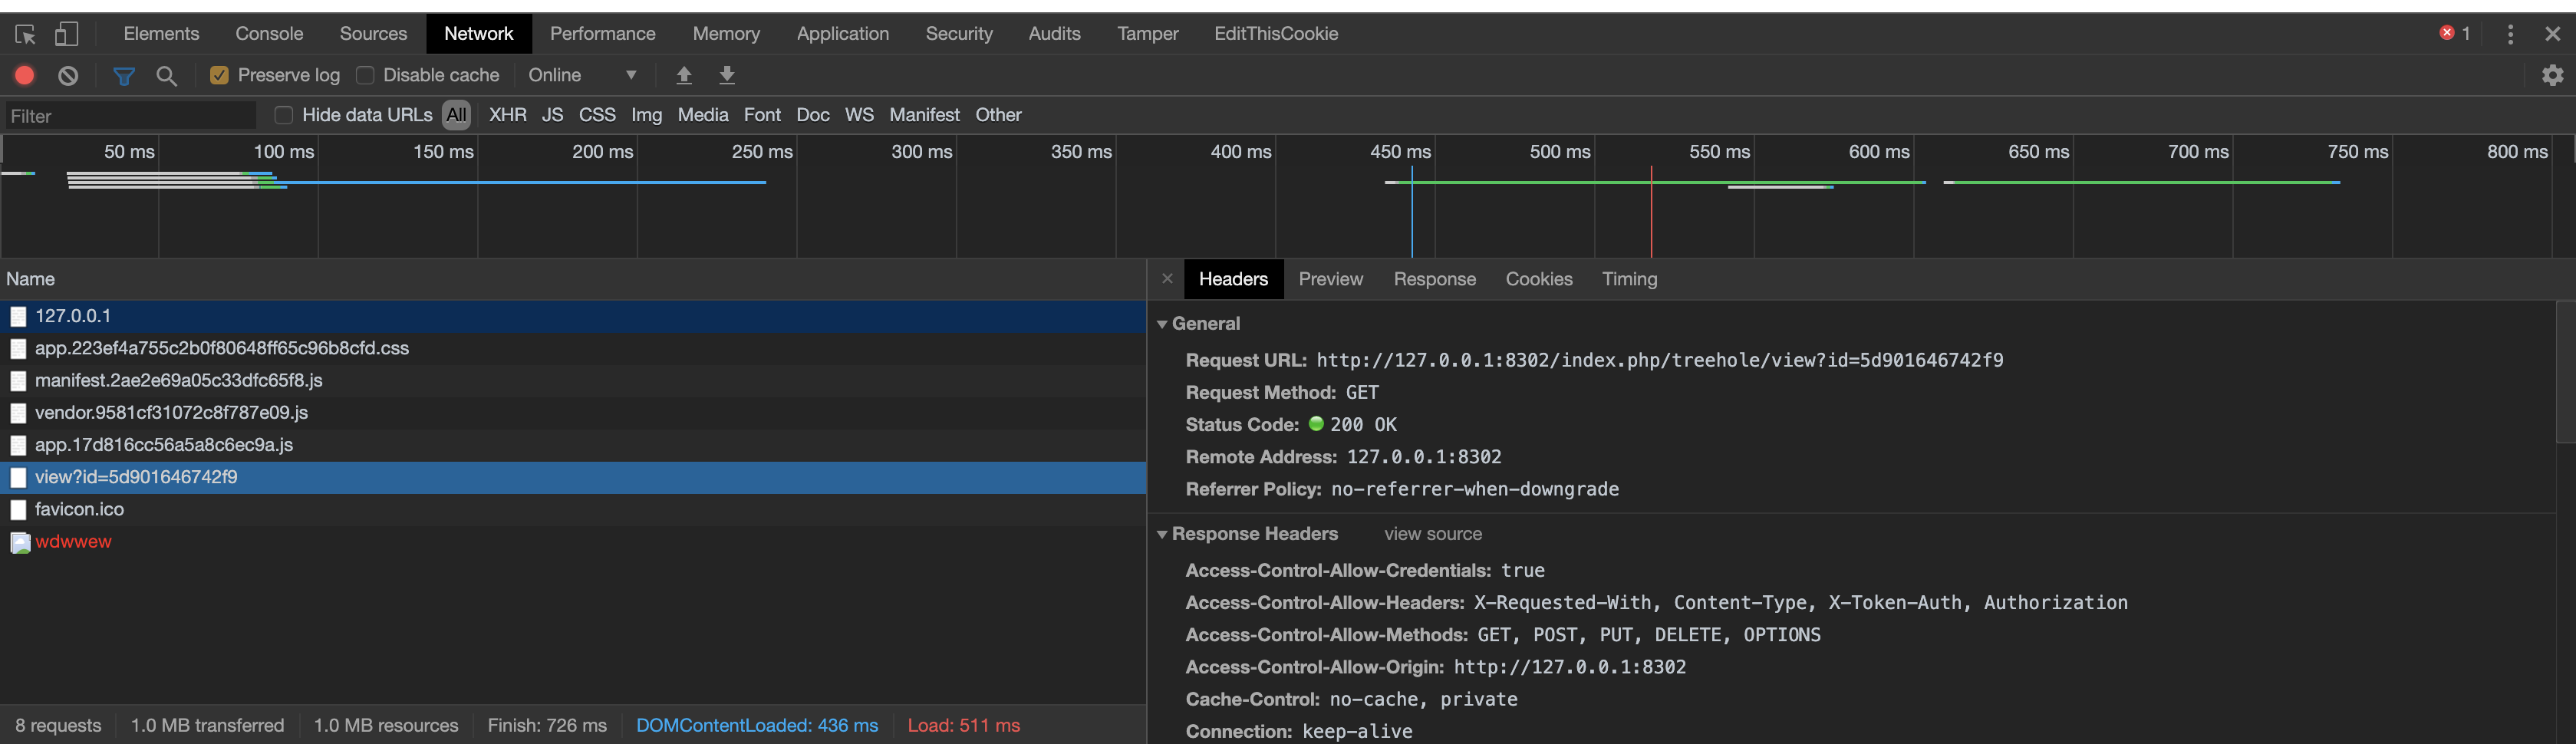 Elements Console Sources Network Performance Memory Application Security Audits Tamper EditThisCookie 1
Preserve log Disable cache Online
Filter Hide data URLs All XHR JS CSS Img Media Font Doc WS Manifest Other
50 ms 100 ms 150 ms 200 ms 250 ms 300 ms 350 ms 400 ms 450 ms 500 ms 550 ms 600 ms 650 ms 700 ms 750 ms 800 ms
Name
127.0.0.1
app.223ef4a755c2b0f80648ff65c96b8cfd.css
manifest.2ae2e69a05c33dfc65f8.js
vendor.9581cf31072c8f787e09.js
app.17d816cc56a5a8c6ec9a.js
view?id=5d901646742f9
favicon.ico
wdwwew
8 requests 1.0 MB transferred 1.0 MB resources Finish: 726 ms DOMContentLoaded: 436 ms Load: 511 ms
Headers Preview Response Cookies Timing
General
Request URL: http://127.0.0.1:8302/index.php/treehole/view?id=5d901646742f9
Request Method: GET
Status Code: 200 OK
Remote Address: 127.0.0.1:8302
Referrer Policy: no-referrer-when-downgrade
Response Headers view source
Access-Control-Allow-Credentials: true
Access-Control-Allow-Headers: X-Requested-With, Content-Type, X-Token-Auth, Authorization
Access-Control-Allow-Methods: GET, POST, PUT, DELETE, OPTIONS
Access-Control-Allow-Origin: http://127.0.0.1:8302
Cache-Control: no-cache, private
Connection: keep-alive